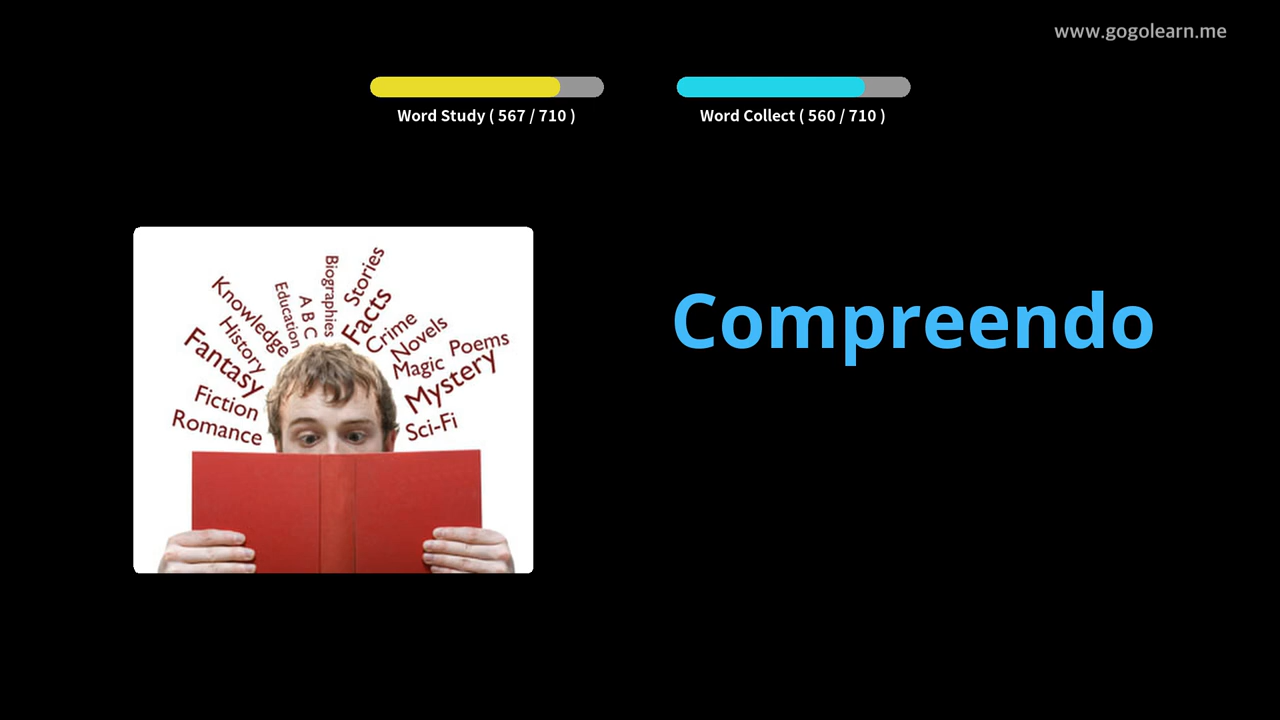 www.gogolearn.me
Word Study ( 567 / 710 )
Word Collect ( 560 / 710 )
Compreendo
Knowledge
Education
A B C
Biographies
Stories
Facts
Crime
Novels
Poems
History
Fantasy
Magic
Mystery
Fiction
Romance
Sci-Fi